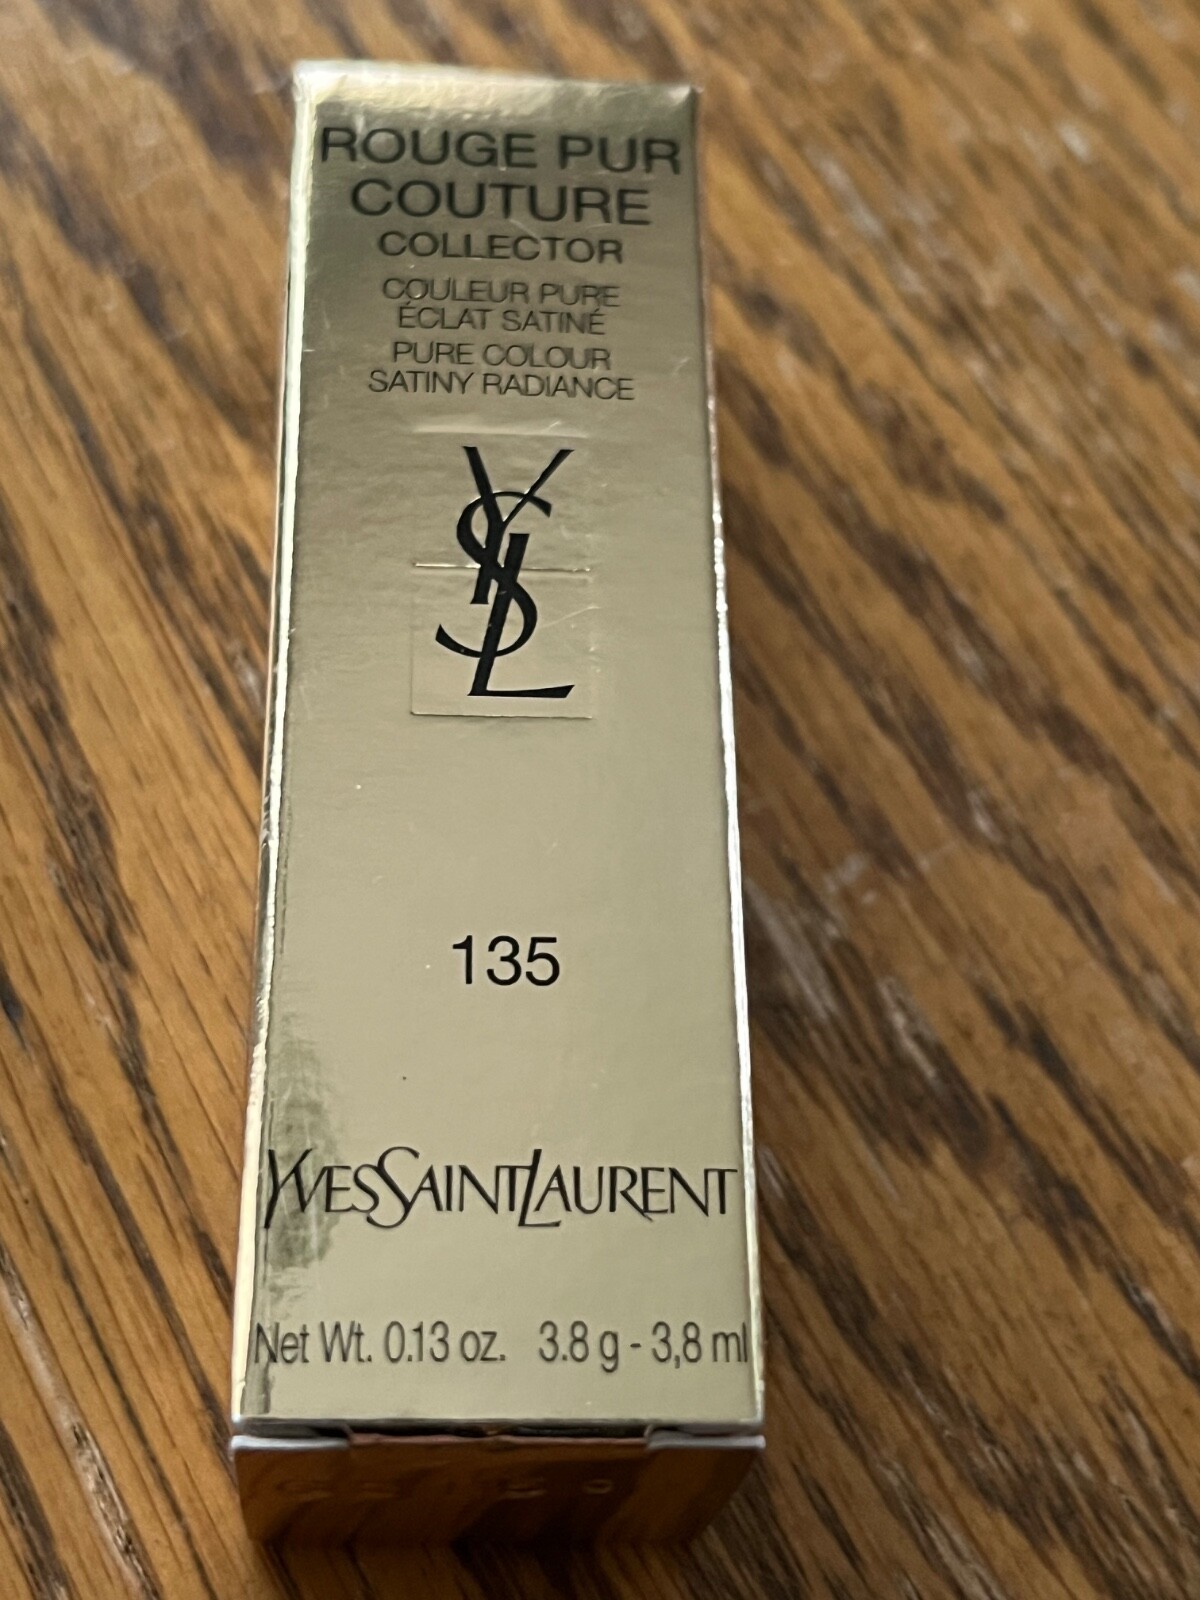 ROUGE PUR
COUTURE
COLLECTOR
COULEUR PURE
ÉCLAT SATINÉ
PURE COLOUR
SATINY RADIANCE
YSL
135
YVESSAINTLAURENT
Net Wt. 0.13 oz. 3.8 g - 3,8 ml